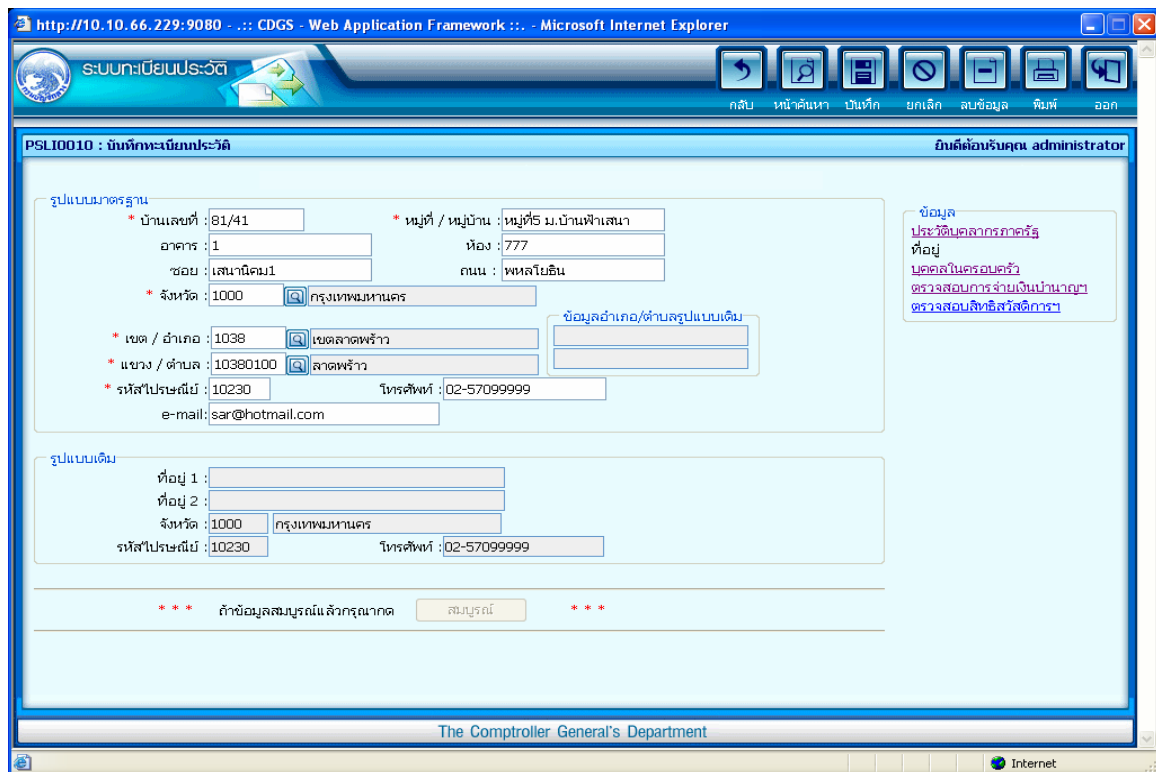 http://10.10.66.229:9080 - .:: CDGS - Web Application Framework ::. - Microsoft Internet Explorer
ระบบทะเบียนประวัติ
กรมบัญชีกลาง
กลับ หน้าค้นหา บันทึก ยกเลิก ลบข้อมูล พิมพ์ ออก
PSLI0010 : บันทึกทะเบียนประวัติ ยินดีต้อนรับคุณ administrator
รูปแบบมาตรฐาน
* บ้านเลขที่ : 81/41 * หมู่ที่ / หมู่บ้าน : หมู่ที่5 ม.บ้านฟ้าเสนา
อาคาร : 1 ห้อง : 777
ซอย : เสนานิคม1 ถนน : พหลโยธิน
* จังหวัด : 1000 กรุงเทพมหานคร
ข้อมูลอำเภอ/ตำบลรูปแบบเดิม
* เขต / อำเภอ : 1038 เขตลาดพร้าว
* แขวง / ตำบล : 10380100 ลาดพร้าว
* รหัสไปรษณีย์ : 10230 โทรศัพท์ : 02-57099999
e-mail: sar@hotmail.com
ข้อมูล
ประวัติบุคลากรภาครัฐ
ที่อยู่
บุคคลในครอบครัว
ตรวจสอบการจ่ายเงินบำนาญฯ
ตรวจสอบสิทธิสวัสดิการฯ
รูปแบบเดิม
ที่อยู่ 1 :
ที่อยู่ 2 :
จังหวัด : 1000 กรุงเทพมหานคร
รหัสไปรษณีย์ : 10230 โทรศัพท์ : 02-57099999
* * * ถ้าข้อมูลสมบูรณ์แล้วกรุณากด สมบูรณ์ * * *
The Comptroller General's Department
Internet